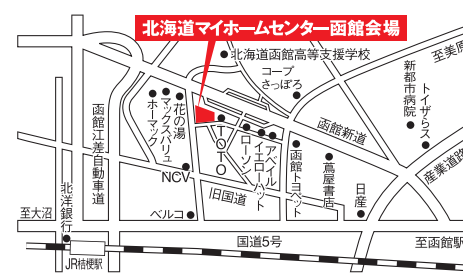 北海道マイホームセンター函館会場
北海道函館高等支援学校
至美原
コープ
さっぽろ
新都市病院
トイザらス
函館新道
産業道路
函館江差自動車道
ホーマック
マックスバリュ
花の湯
TOTO
ローソン
イエローハット
アベイル
函館トヨペット
蔦屋書店
日産
NCV
旧国道
ベルコ
至大沼
北洋銀行
国道5号
至函館駅
JR桔梗駅